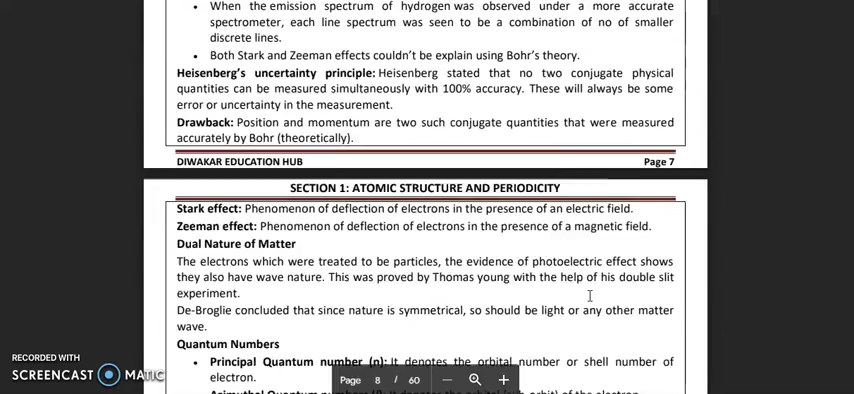 • When the emission spectrum of hydrogen was observed under a more accurate
spectrometer, each line spectrum was seen to be a combination of no of smaller
discrete lines.
• Both Stark and Zeeman effects couldn't be explain using Bohr's theory.
Heisenberg's uncertainty principle: Heisenberg stated that no two conjugate physical
quantities can be measured simultaneously with 100% accuracy. These will always be some
error or uncertainty in the measurement.
Drawback: Position and momentum are two such conjugate quantities that were measured
accurately by Bohr (theoretically).
DIWAKAR EDUCATION HUB Page 7
SECTION 1: ATOMIC STRUCTURE AND PERIODICITY
Stark effect: Phenomenon of deflection of electrons in the presence of an electric field.
Zeeman effect: Phenomenon of deflection of electrons in the presence of a magnetic field.
Dual Nature of Matter
The electrons which were treated to be particles, the evidence of photoelectric effect shows
they also have wave nature. This was proved by Thomas young with the help of his double slit
experiment.
De-Broglie concluded that since nature is symmetrical, so should be light or any other matter
wave.
Quantum Numbers
• Principal Quantum number (n): It denotes the orbital number or shell number of
electron.
Page 8 / 60
RECORDED WITH
SCREENCAST MATIC